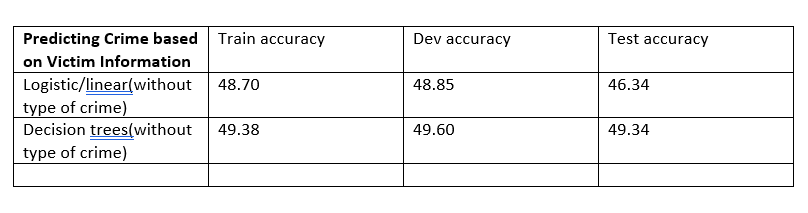 Predicting Crime based on Victim Information
Train accuracy
Dev accuracy
Test accuracy
Logistic/linear(without type of crime)
48.70
48.85
46.34
Decision trees(without type of crime)
49.38
49.60
49.34